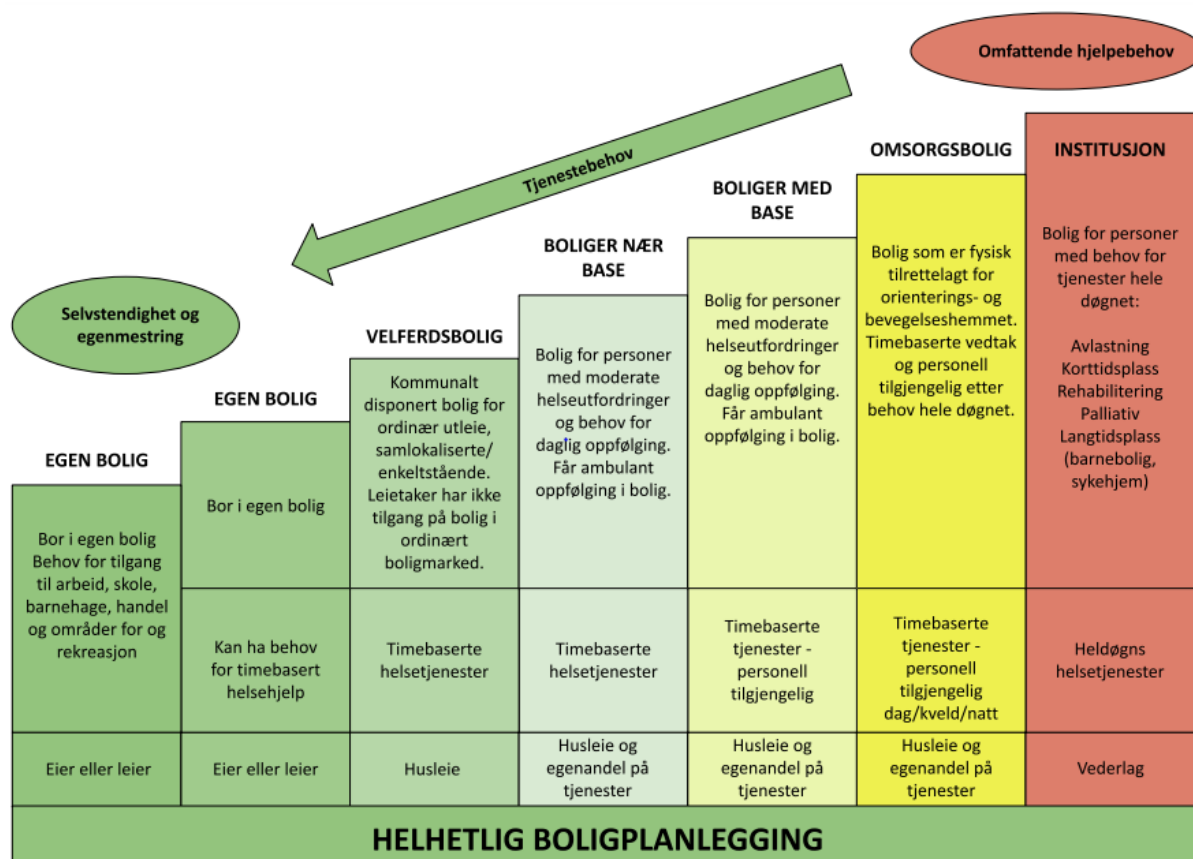 Omfattende hjelpebehov
Tjenestebehov
Selvstendighet og
egenmestring
EGEN BOLIG
Bor i egen bolig
Behov for tilgang
til arbeid, skole,
barnehage, handel
og områder for og
rekreasjon
Eier eller leier
EGEN BOLIG
Bor i egen bolig
Kan ha behov
for timebasert
helsehjelp
Eier eller leier
VELFERDSBOLIG
Kommunalt
disponert bolig for
ordinær utleie,
samlokaliserte/
enkeltstående.
Leietaker har ikke
tilgang på bolig i
ordinært
boligmarked.
Timebaserte
helsetjenester
Husleie
BOLIGER NÆR
BASE
Bolig for personer
med moderate
helseutfordringer
og behov for
daglig oppfølging.
Får ambulant
oppfølging i bolig.
Timebaserte
helsetjenester
Husleie og
egenandel på
tjenester
BOLIGER MED
BASE
Bolig for personer
med moderate
helseutfordringer
og behov for
daglig oppfølging.
Får ambulant
oppfølging i bolig.
Timebaserte
tjenester -
personell
tilgjengelig
Husleie og
egenandel på
tjenester
OMSORGSBOLIG
Bolig som er fysisk
tilrettelagt for
orienterings- og
bevegelseshemmet.
Timebaserte vedtak
og personell
tilgjengelig etter
behov hele døgnet.
Timebaserte
tjenester -
personell
tilgjengelig
dag/kveld/natt
Husleie og
egenandel på
tjenester
INSTITUSJON
Bolig for personer
med behov for
tjenester hele
døgnet:
Avlastning
Korttidsplass
Rehabilitering
Palliativ
Langtidsplass
(barnebolig,
sykehjem)
Heldøgns
helsetjenester
Vederlag
HELHETLIG BOLIGPLANLEGGING